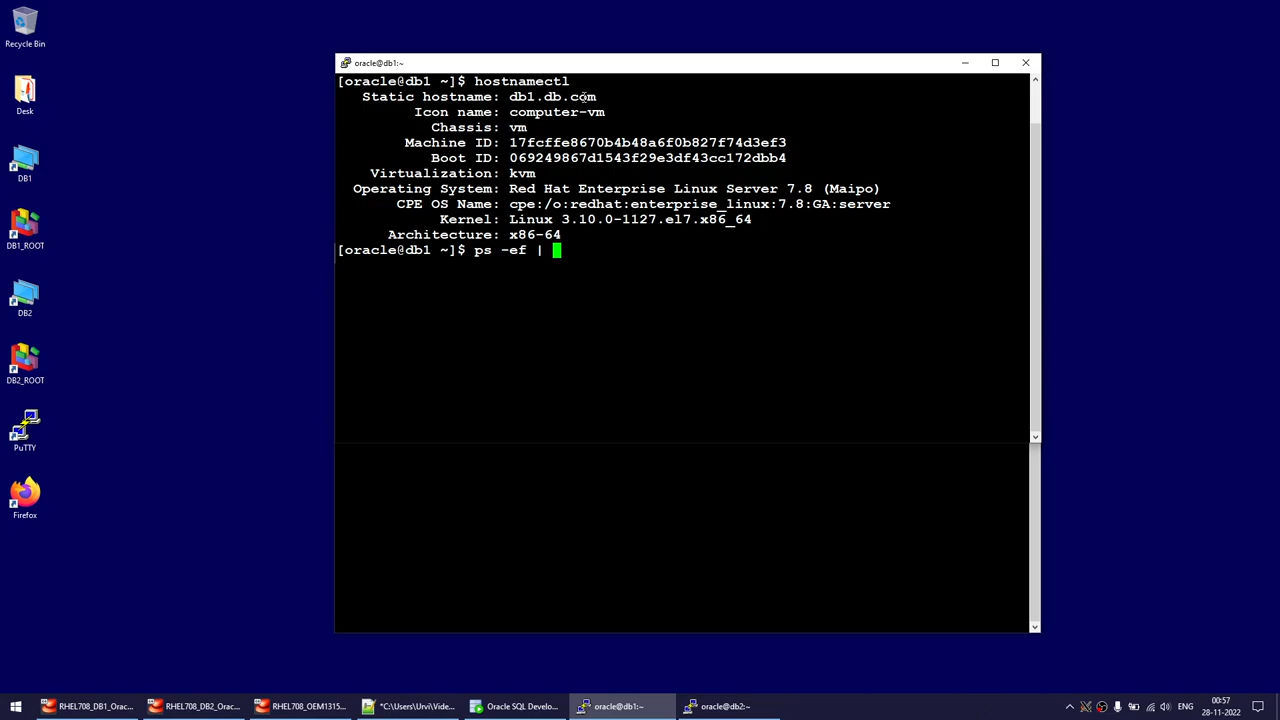 Recycle Bin
Desk
DB1
DB1_ROOT
DB2
DB2_ROOT
PuTTY
Firefox
oracle@db1:~
[oracle@db1 ~]$ hostnamectl
Static hostname: db1.db.com
Icon name: computer-vm
Chassis: vm
Machine ID: 17fcffe8670b4b48a6f0b827f74d3ef3
Boot ID: 069249867d1543f29e3df43cc172dbb4
Virtualization: kvm
Operating System: Red Hat Enterprise Linux Server 7.8 (Maipo)
CPE OS Name: cpe:/o:redhat:enterprise_linux:7.8:GA:server
Kernel: Linux 3.10.0-1127.el7.x86_64
Architecture: x86-64
[oracle@db1 ~]$ ps -ef |
RHEL708_DB1_Orac...
RHEL708_DB2_Orac...
RHEL708_OEM1315...
*C:\Users\Urvi\Vide...
Oracle SQL Develo...
oracle@db1:~
oracle@db2:~
ENG
00:57
28-11-2022